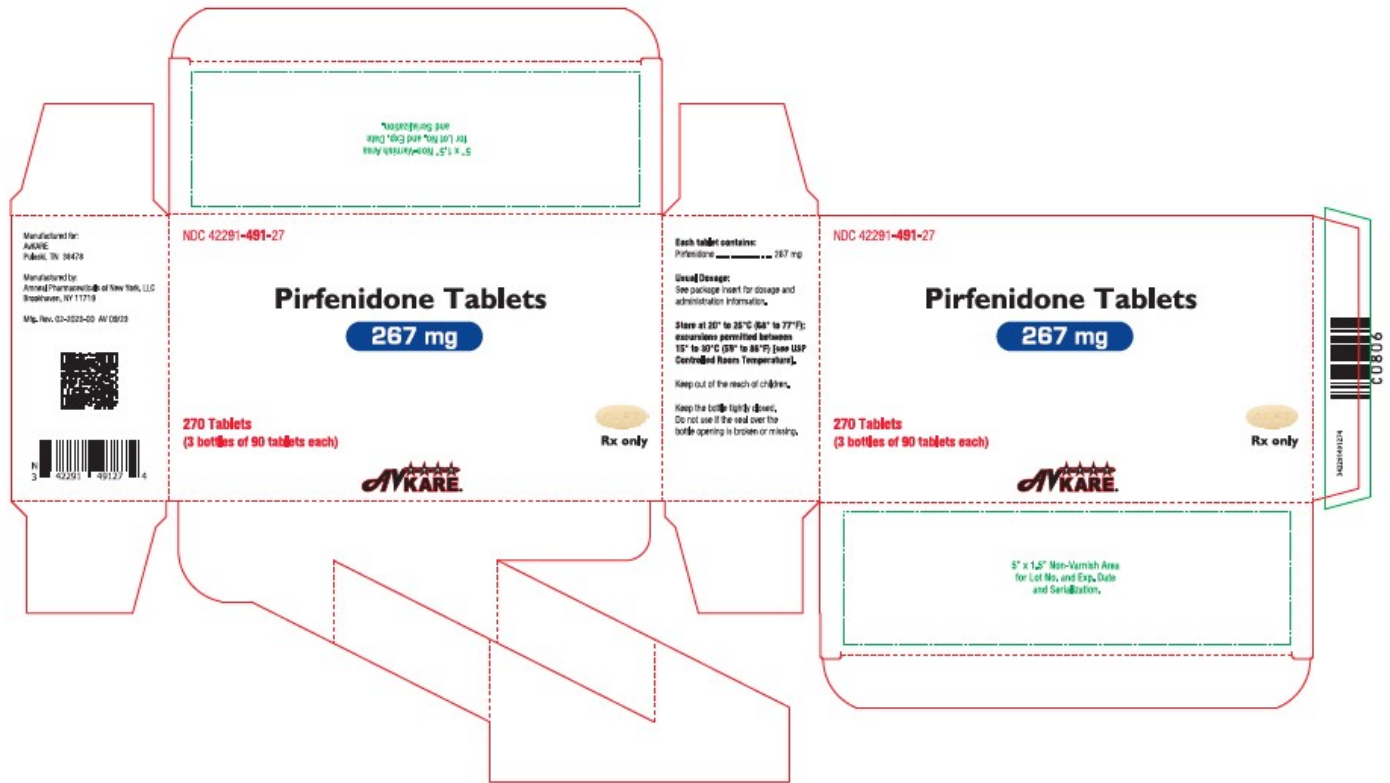 5" x 1.5" Non-Varnish Area
for Lot No. and Exp. Date
and Serialization.
Manufactured for:
AvKARE
Pulaski, TN 38478
Manufactured by:
Amneal Pharmaceuticals of New York, LLC
Brookhaven, NY 11719
Mfg. Rev. 02-2023-00 AV 09/23
N
3 42291 49127 4
NDC 42291-491-27
Pirfenidone Tablets
267 mg
270 Tablets
(3 bottles of 90 tablets each)
Rx only
AVKARE.
Each tablet contains:
Pirfenidone 267 mg
Usual Dosage:
See package insert for dosage and
administration information.
Store at 20° to 25°C (68° to 77°F);
excursions permitted between
15° to 30°C (59° to 86°F) [see USP
Controlled Room Temperature].
Keep out of the reach of children.
Keep the bottle tightly closed.
Do not use if the seal over the
bottle opening is broken or missing.
NDC 42291-491-27
Pirfenidone Tablets
267 mg
270 Tablets
(3 bottles of 90 tablets each)
Rx only
AVKARE.
5" x 1.5" Non-Varnish Area
for Lot No. and Exp. Date
and Serialization.